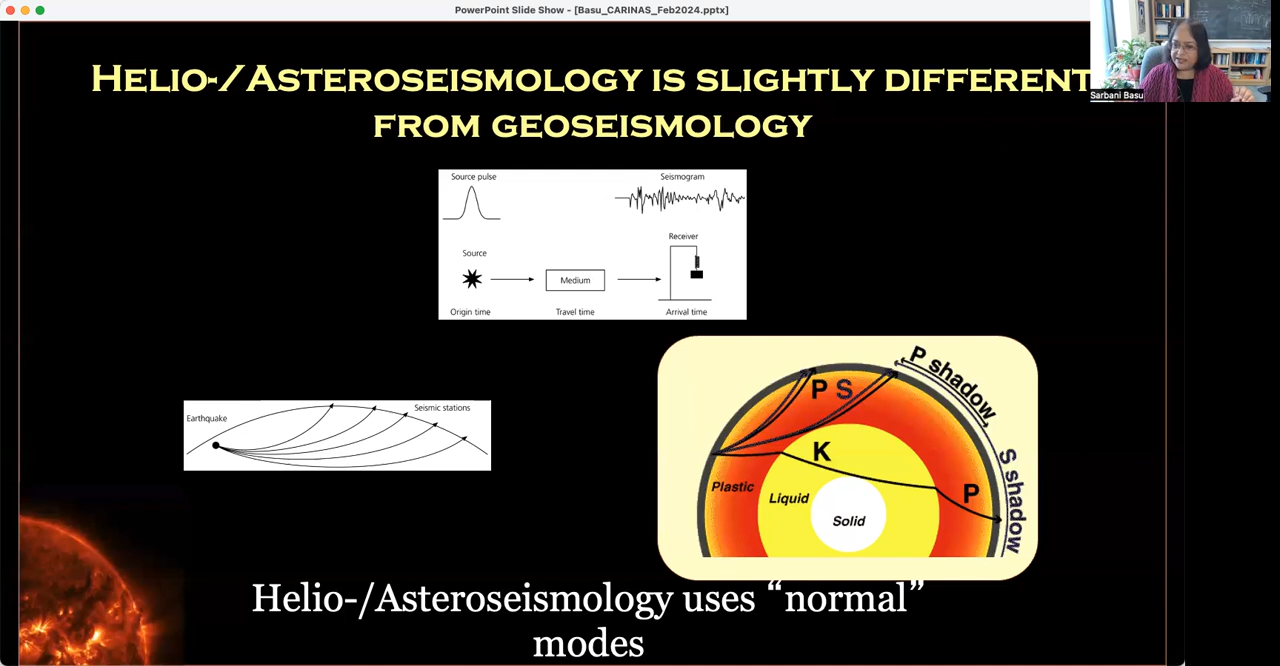 PowerPoint Slide Show - [Basu_CARINAS_Feb2024.pptx]
Sarbani Basu
HELIO-/ASTEROSEISMOLOGY IS SLIGHTLY DIFFERENT
FROM GEOSEISMOLOGY
Source pulse
Seismogram
Receiver
Source
Medium
Origin time
Travel time
Arrival time
Earthquake
Seismic stations
P shadow
P S
K
S shadow
Plastic
Liquid
P
Solid
Helio-/Asteroseismology uses “normal”
modes